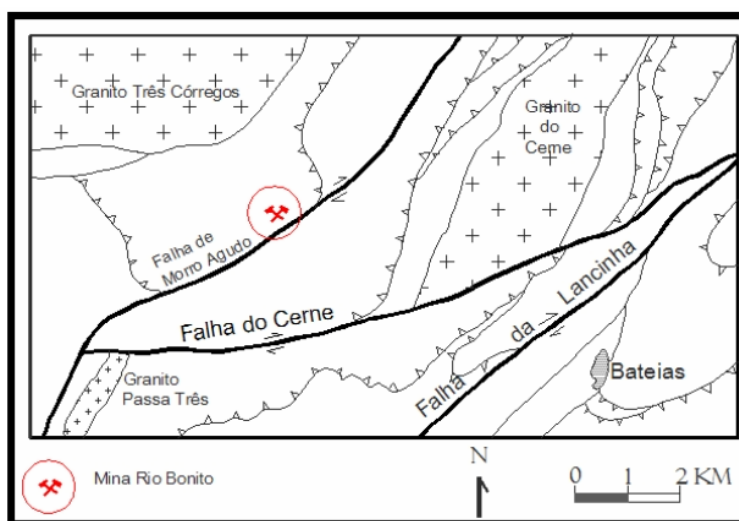 Granito Três Córregos
Granito
do
Cerne
Falha de
Morro Agudo
Falha do Cerne
Falha da Lancinha
Bateias
Granito
Passa Três
Mina Rio Bonito
N
0 1 2 KM